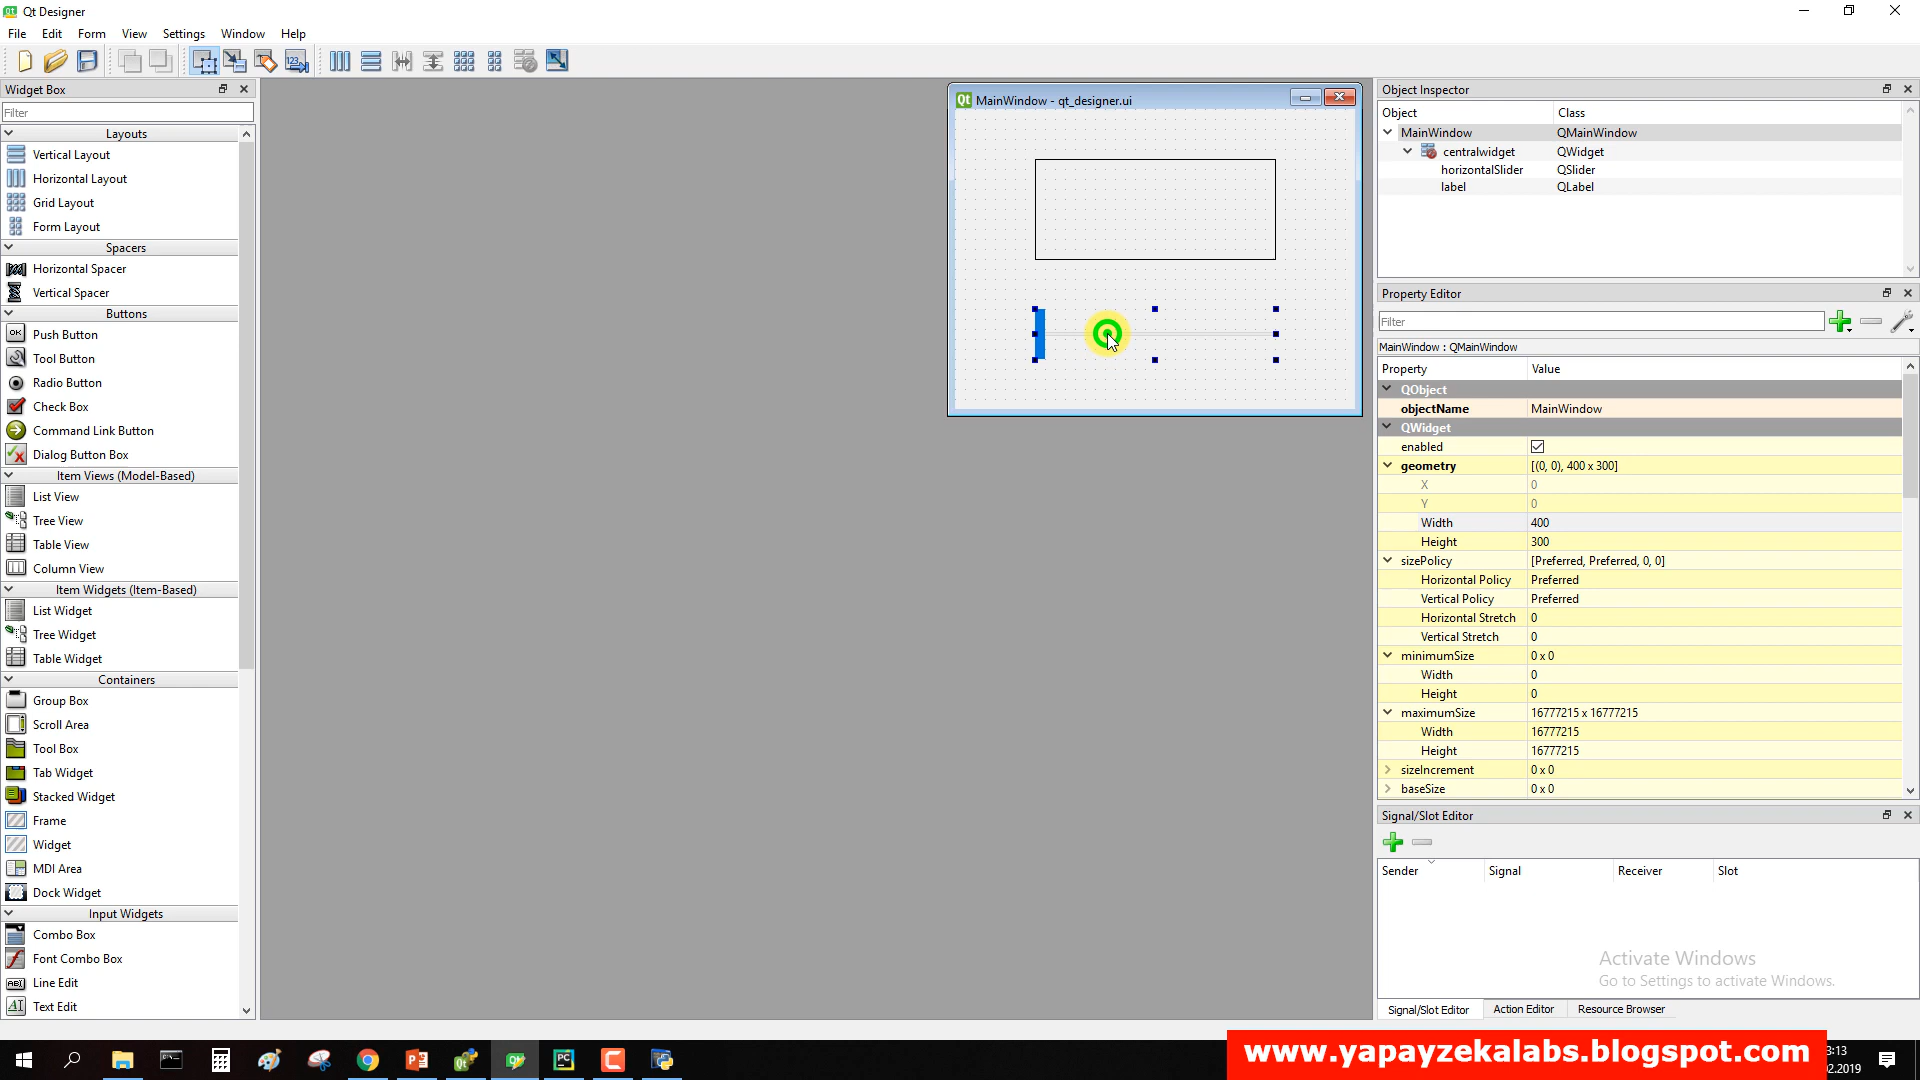 Qt Designer
File Edit Form View Settings Window Help
Widget Box
Filter
Layouts
Vertical Layout
Horizontal Layout
Grid Layout
Form Layout
Spacers
Horizontal Spacer
Vertical Spacer
Buttons
Push Button
Tool Button
Radio Button
Check Box
Command Link Button
Dialog Button Box
Item Views (Model-Based)
List View
Tree View
Table View
Column View
Item Widgets (Item-Based)
List Widget
Tree Widget
Table Widget
Containers
Group Box
Scroll Area
Tool Box
Tab Widget
Stacked Widget
Frame
Widget
MDI Area
Dock Widget
Input Widgets
Combo Box
Font Combo Box
Line Edit
Text Edit
MainWindow - qt_designer.ui
Object Inspector
Object Class
MainWindow QMainWindow
centralwidget QWidget
horizontalSlider QSlider
label QLabel
Property Editor
Filter
MainWindow : QMainWindow
Property Value
QObject
objectName MainWindow
QWidget
enabled
geometry [(0, 0), 400 x 300]
X 0
Y 0
Width 400
Height 300
sizePolicy [Preferred, Preferred, 0, 0]
Horizontal Policy Preferred
Vertical Policy Preferred
Horizontal Stretch 0
Vertical Stretch 0
minimumSize 0 x 0
Width 0
Height 0
maximumSize 16777215 x 16777215
Width 16777215
Height 16777215
sizeIncrement 0 x 0
baseSize 0 x 0
Signal/Slot Editor
Sender Signal Receiver Slot
Activate Windows
Go to Settings to activate Windows.
Signal/Slot Editor Action Editor Resource Browser
www.yapayzekalabs.blogspot.com